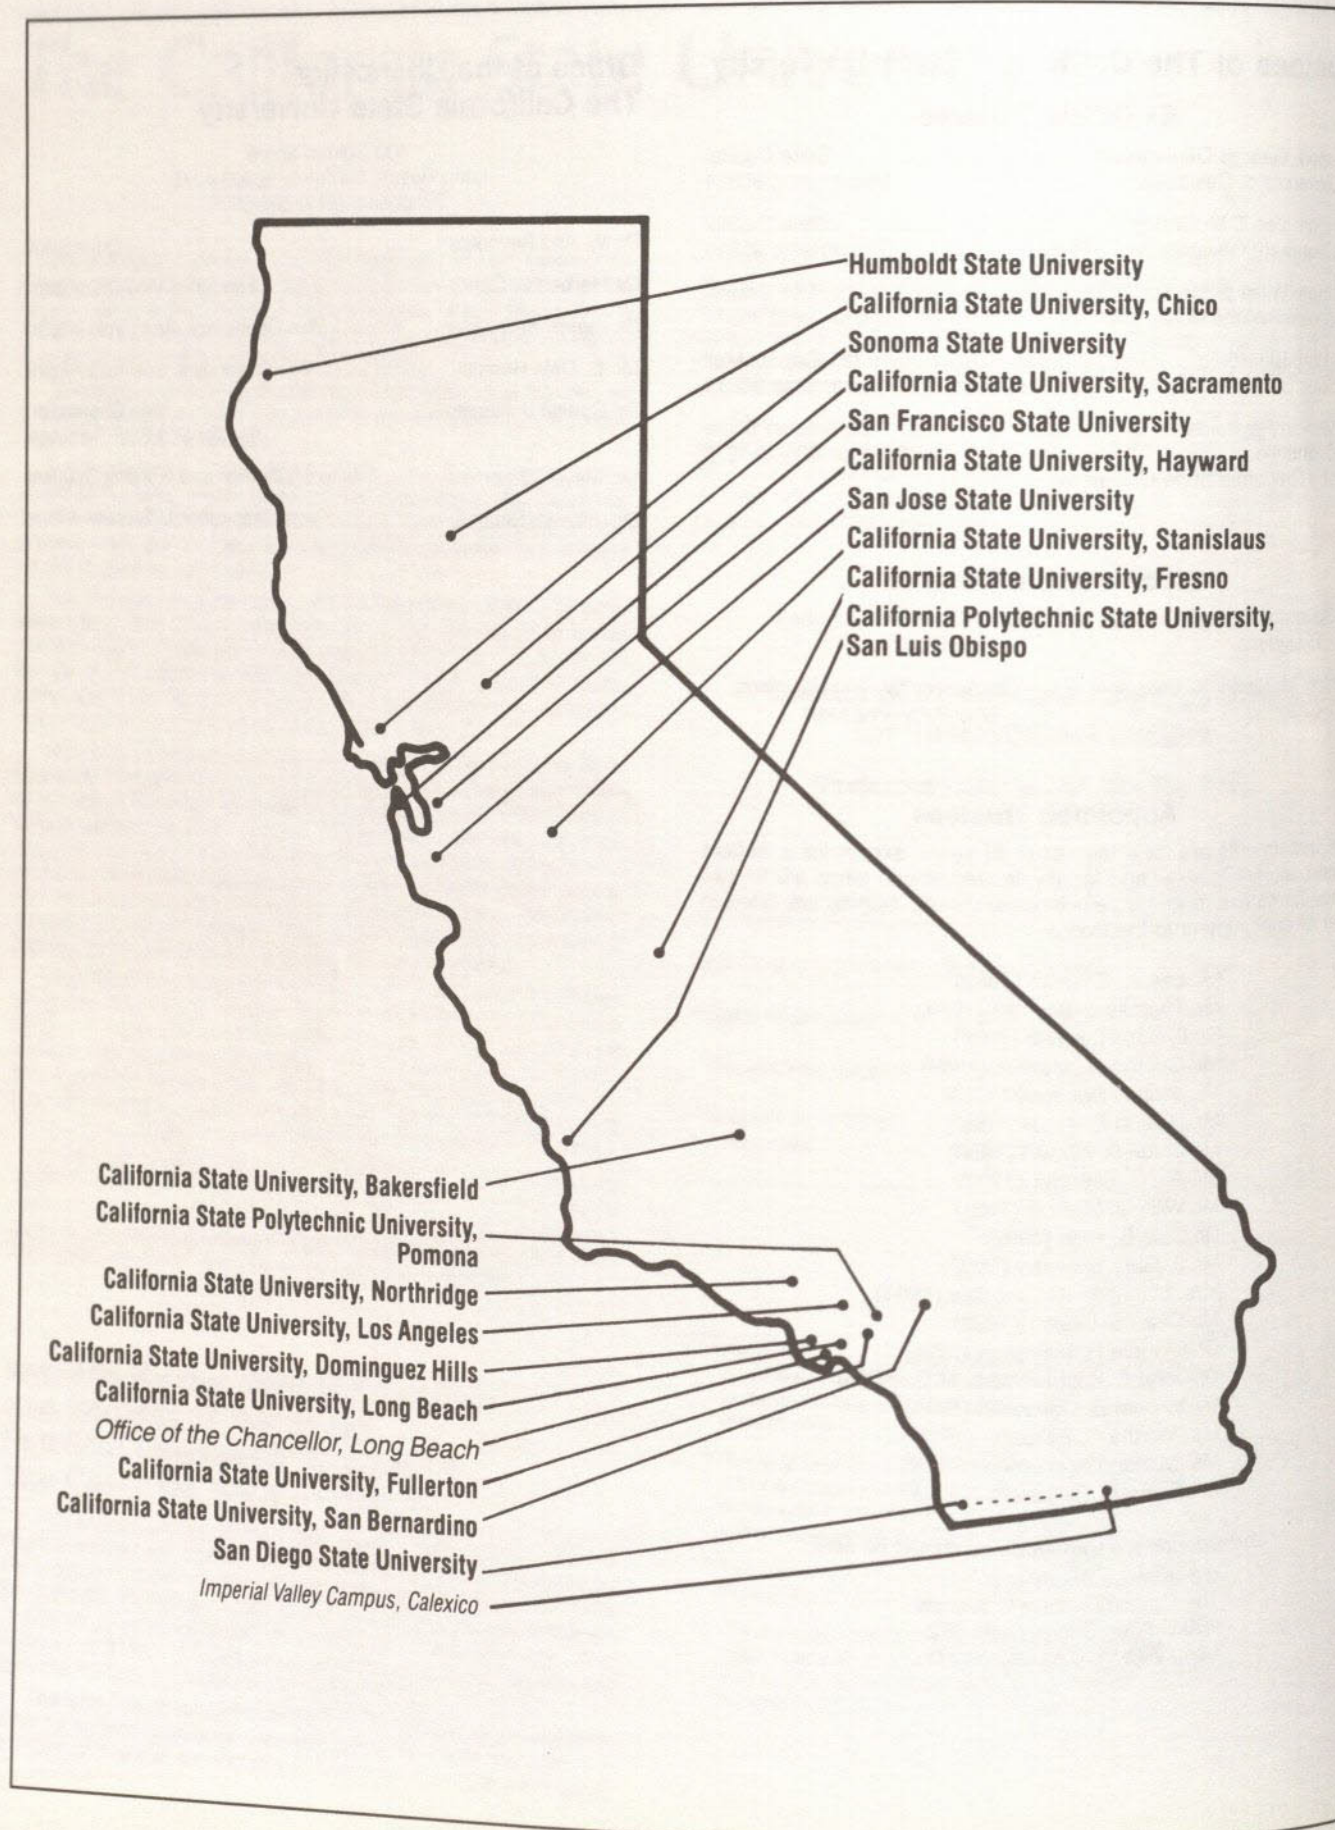 Humboldt State University
California State University, Chico
Sonoma State University
California State University, Sacramento
San Francisco State University
California State University, Hayward
San Jose State University
California State University, Stanislaus
California State University, Fresno
California Polytechnic State University,
San Luis Obispo
California State University, Bakersfield
California State Polytechnic University,
Pomona
California State University, Northridge
California State University, Los Angeles
California State University, Dominguez Hills
California State University, Long Beach
Office of the Chancellor, Long Beach
California State University, Fullerton
California State University, San Bernardino
San Diego State University
Imperial Valley Campus, Calexico